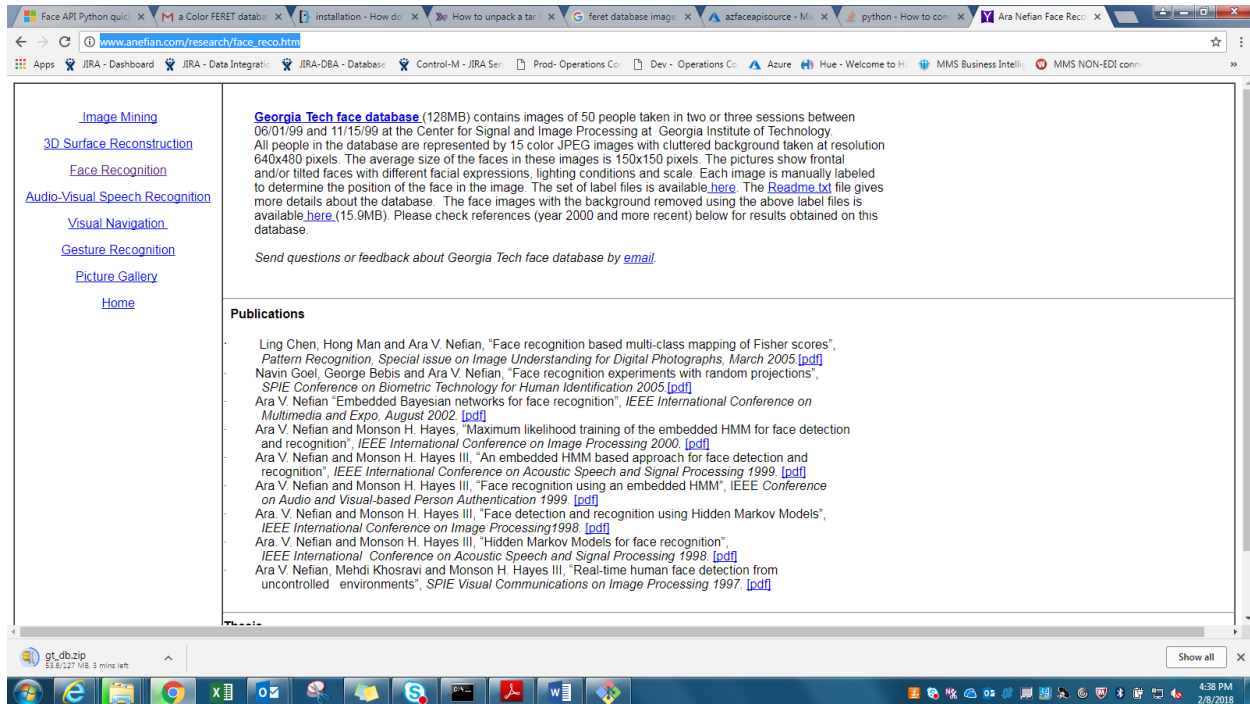 Face API Python quick
a Color FERET databa
installation - How do
How to unpack a tar
feret database image
azfaceapisource - Mic
python - How to con
Ara Nefian Face Reco
www.anefian.com/research/face_reco.htm
Apps JIRA - Dashboard JIRA - Data Integratio JIRA-DBA - Database Control-M - JIRA Ser Prod- Operations Co Dev - Operations Co Azure Hue - Welcome to H MMS Business Intellig MMS NON-EDI conn »
Image Mining
3D Surface Reconstruction
Face Recognition
Audio-Visual Speech Recognition
Visual Navigation
Gesture Recognition
Picture Gallery
Home
Georgia Tech face database (128MB) contains images of 50 people taken in two or three sessions between
06/01/99 and 11/15/99 at the Center for Signal and Image Processing at Georgia Institute of Technology.
All people in the database are represented by 15 color JPEG images with cluttered background taken at resolution
640x480 pixels. The average size of the faces in these images is 150x150 pixels. The pictures show frontal
and/or tilted faces with different facial expressions, lighting conditions and scale. Each image is manually labeled
to determine the position of the face in the image. The set of label files is available here. The Readme.txt file gives
more details about the database. The face images with the background removed using the above label files is
available here (15.9MB). Please check references (year 2000 and more recent) below for results obtained on this
database.
Send questions or feedback about Georgia Tech face database by email.
Publications
· Ling Chen, Hong Man and Ara V. Nefian, “Face recognition based multi-class mapping of Fisher scores”,
Pattern Recognition, Special issue on Image Understanding for Digital Photographs, March 2005.[pdf]
· Navin Goel, George Bebis and Ara V. Nefian, “Face recognition experiments with random projections”,
SPIE Conference on Biometric Technology for Human Identification 2005.[pdf]
· Ara V. Nefian “Embedded Bayesian networks for face recognition”, IEEE International Conference on
Multimedia and Expo, August 2002. [pdf]
· Ara V. Nefian and Monson H. Hayes, “Maximum likelihood training of the embedded HMM for face detection
and recognition”, IEEE International Conference on Image Processing 2000. [pdf]
· Ara V. Nefian and Monson H. Hayes III, “An embedded HMM based approach for face detection and
recognition”, IEEE International Conference on Acoustic Speech and Signal Processing 1999. [pdf]
· Ara V. Nefian and Monson H. Hayes III, “Face recognition using an embedded HMM”, IEEE Conference
on Audio and Visual-based Person Authentication 1999. [pdf]
· Ara. V. Nefian and Monson H. Hayes III, “Face detection and recognition using Hidden Markov Models”,
IEEE International Conference on Image Processing1998. [pdf]
· Ara. V. Nefian and Monson H. Hayes III, “Hidden Markov Models for face recognition”,
IEEE International Conference on Acoustic Speech and Signal Processing 1998. [pdf]
· Ara V. Nefian, Mehdi Khosravi and Monson H. Hayes III, “Real-time human face detection from
uncontrolled environments”, SPIE Visual Communications on Image Processing 1997. [pdf]
Thesis
gt_db.zip
53.8/127 MB, 3 mins left
Show all
4:38 PM
2/8/2018